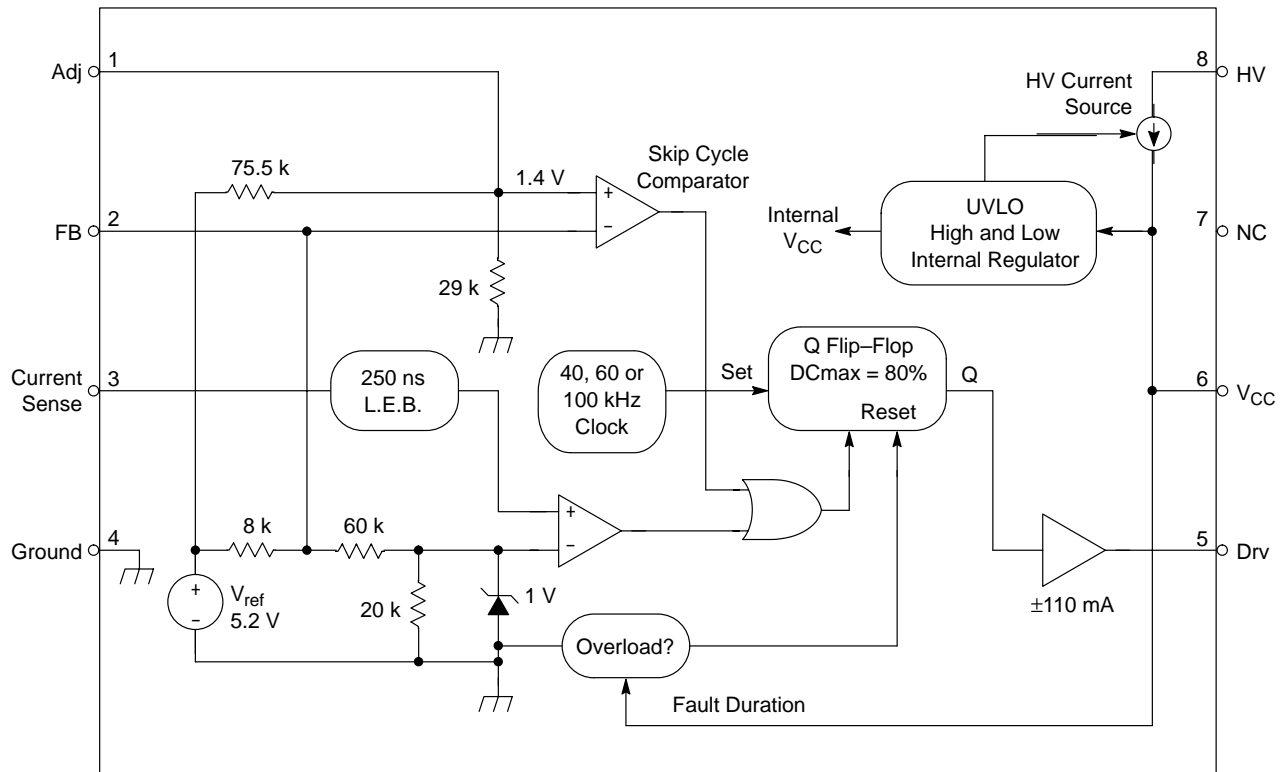 Adj
1
8
HV
HV Current
Source
75.5 k
1.4 V
Skip Cycle
Comparator
+
−
FB
2
29 k
Internal
VCC
UVLO
High and Low
Internal Regulator
7
NC
Current
Sense
3
250 ns
L.E.B.
40, 60 or
100 kHz
Clock
Set
Q Flip–Flop
DCmax = 80%
Reset
Q
6
VCC
+
−
Ground
4
8 k
60 k
+
−
Vref
5.2 V
20 k
1 V
Overload?
±110 mA
5
Drv
Fault Duration